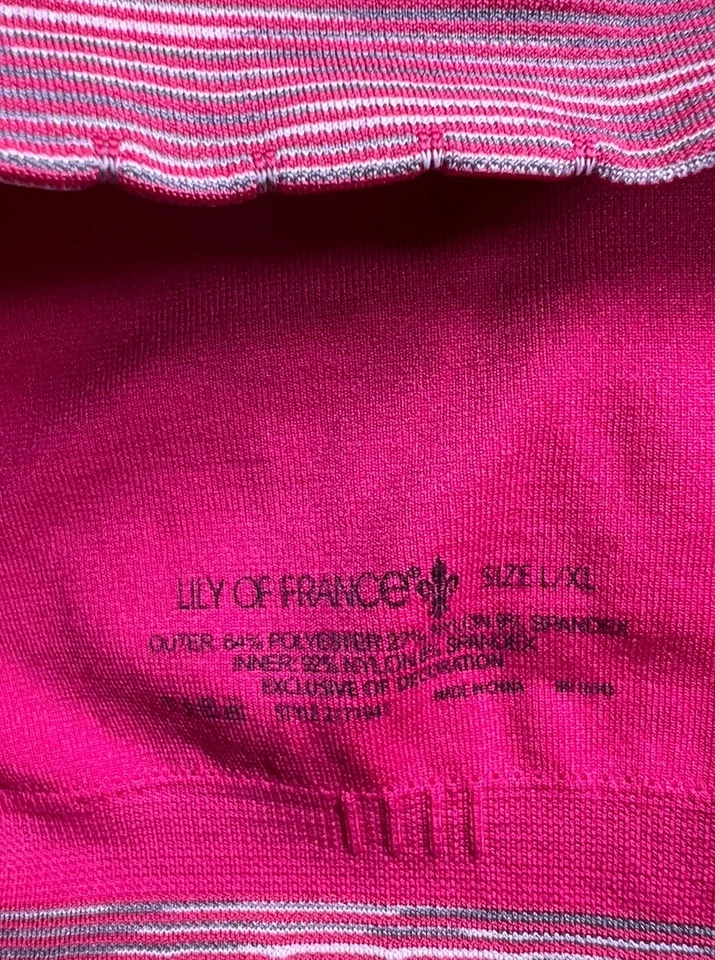 LILY OF FRANCE® SIZE L/XL
OUTER: 64% POLYESTER 27% NYLON 9% SPANDEX
INNER: 92% NYLON 8% SPANDEX
EXCLUSIVE OF DECORATION
STYLE MADE IN CHINA